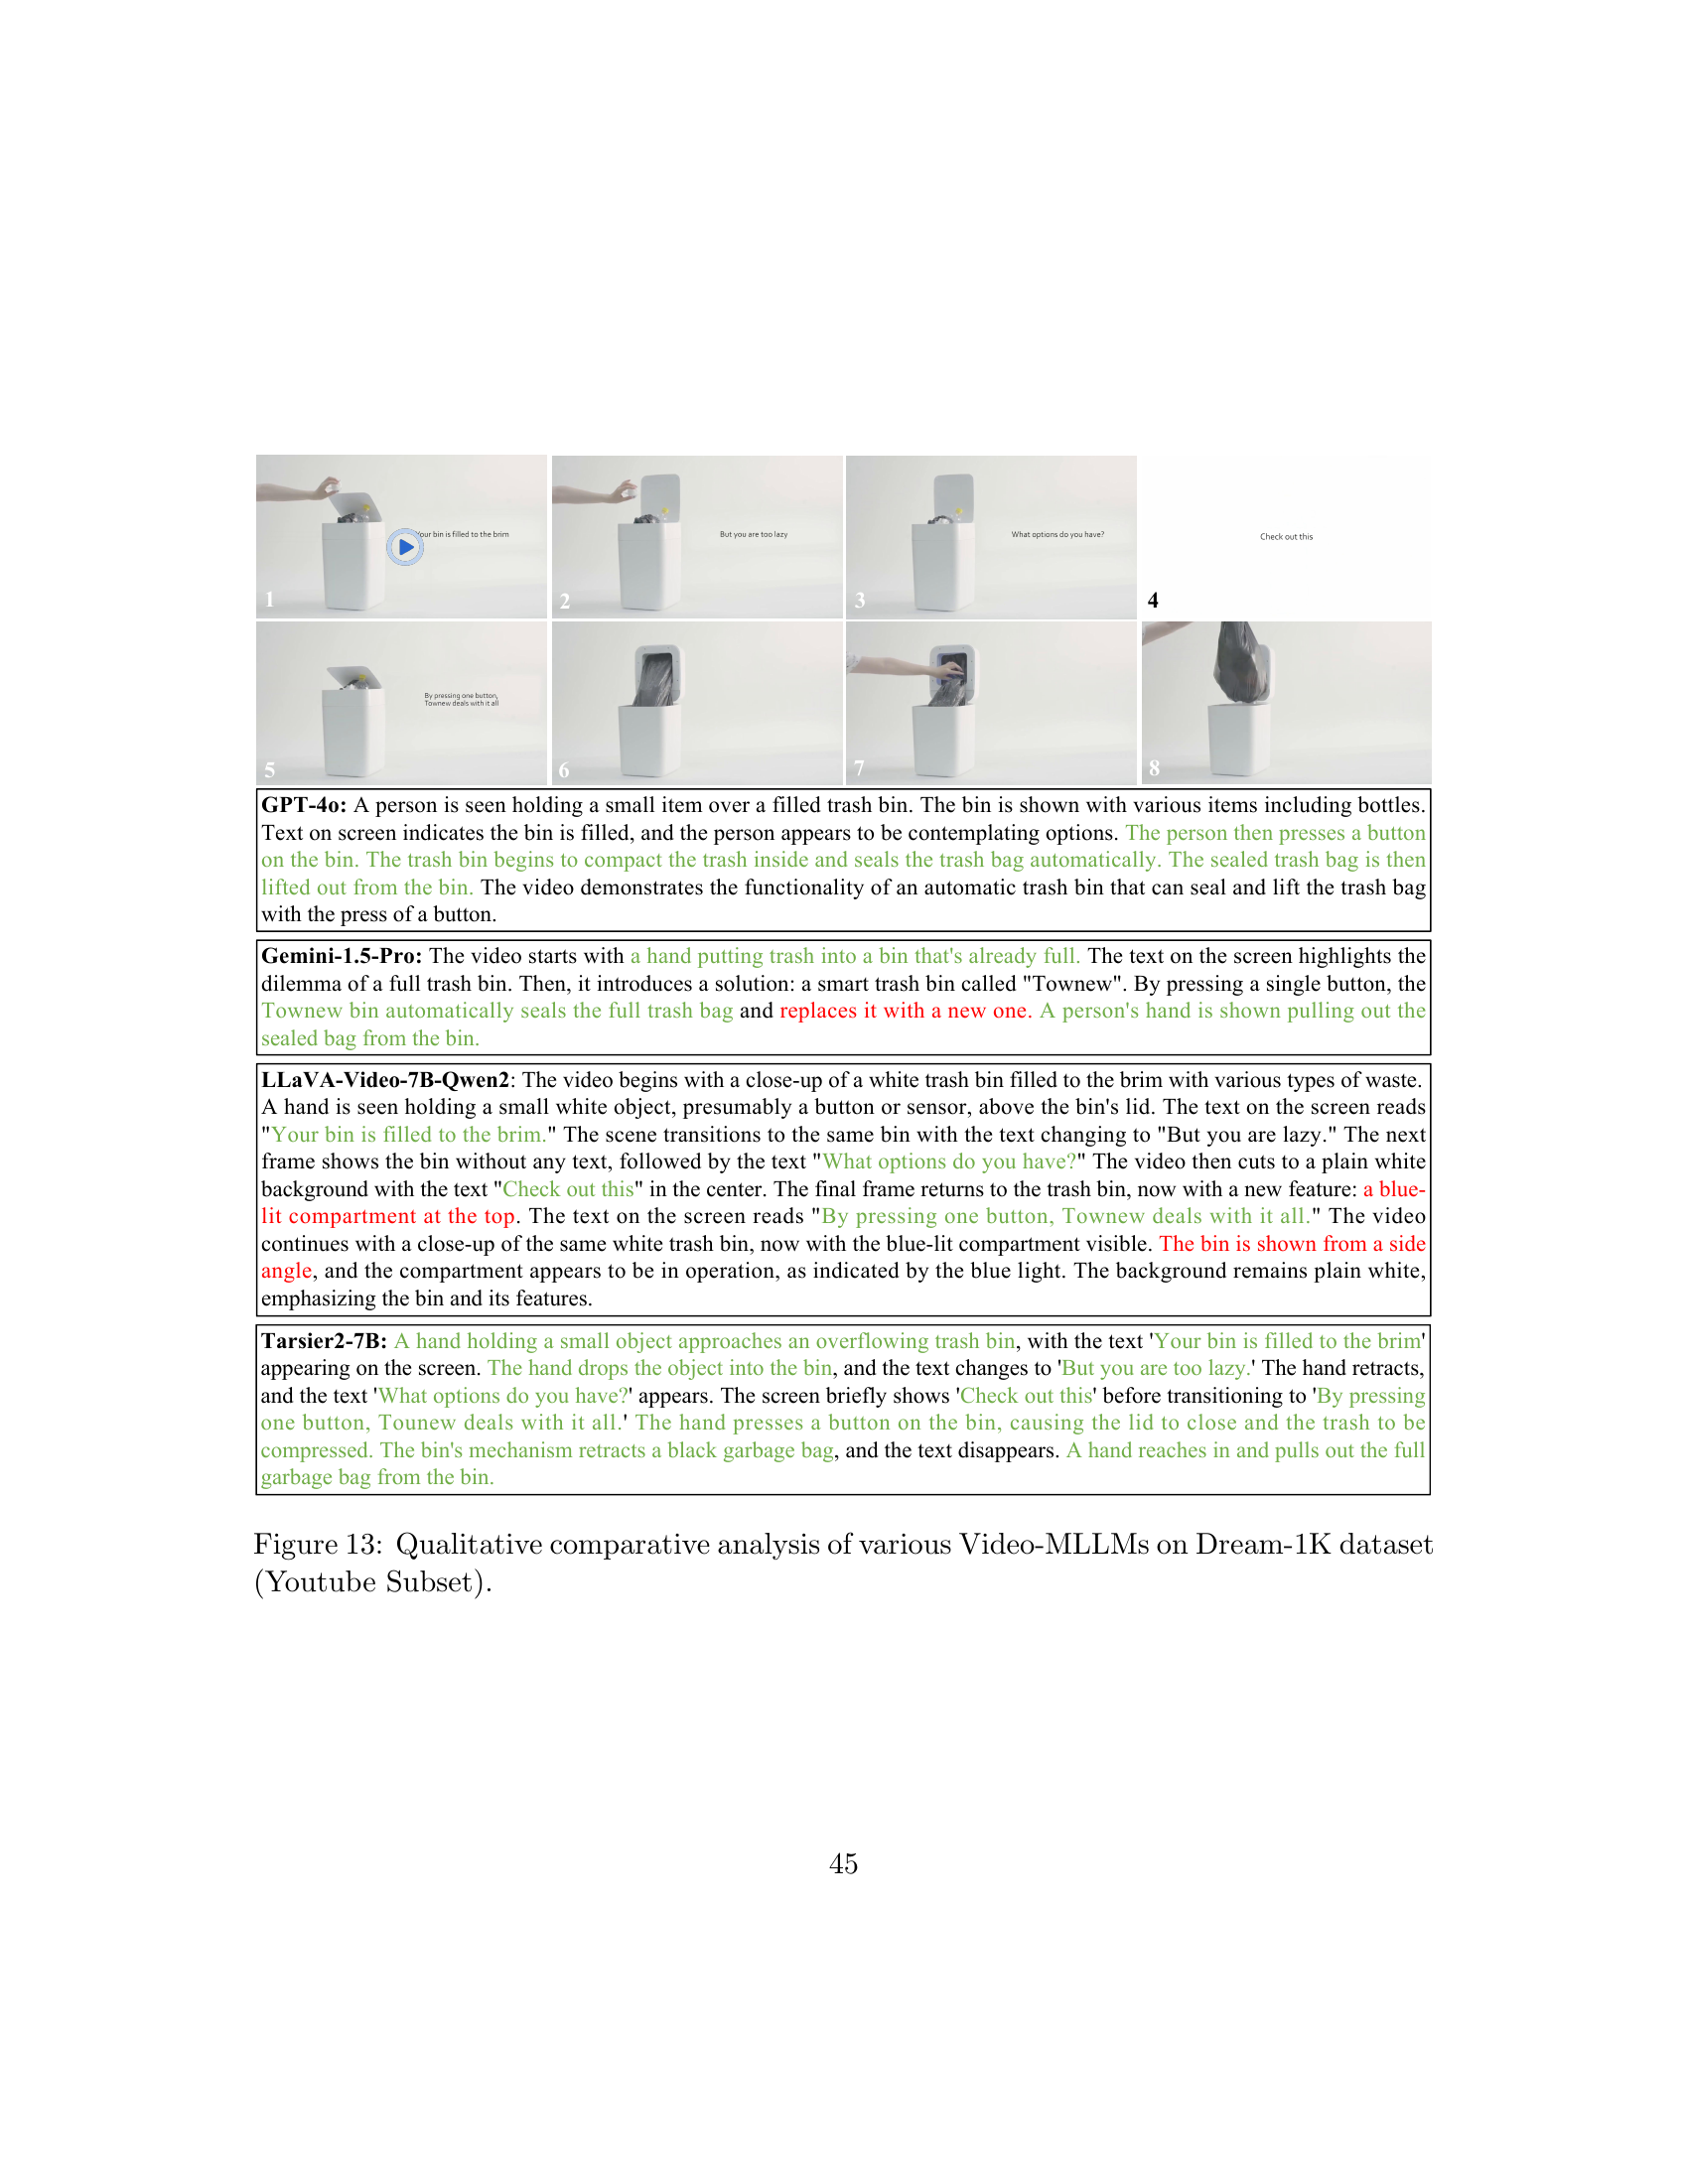 Your bin is filled to the brim
But you are too lazy
What options do you have?
Check out this
1
2
3
4
By pressing one button,
Townew deals with it all
5
6
7
8
GPT-4o: A person is seen holding a small item over a filled trash bin. The bin is shown with various items including bottles.
Text on screen indicates the bin is filled, and the person appears to be contemplating options. The person then presses a button
on the bin. The trash bin begins to compact the trash inside and seals the trash bag automatically. The sealed trash bag is then
lifted out from the bin. The video demonstrates the functionality of an automatic trash bin that can seal and lift the trash bag
with the press of a button.
Gemini-1.5-Pro: The video starts with a hand putting trash into a bin that's already full. The text on the screen highlights the
dilemma of a full trash bin. Then, it introduces a solution: a smart trash bin called "Townew". By pressing a single button, the
Townew bin automatically seals the full trash bag and replaces it with a new one. A person's hand is shown pulling out the
sealed bag from the bin.
LLaVA-Video-7B-Qwen2: The video begins with a close-up of a white trash bin filled to the brim with various types of waste.
A hand is seen holding a small white object, presumably a button or sensor, above the bin's lid. The text on the screen reads
"Your bin is filled to the brim." The scene transitions to the same bin with the text changing to "But you are lazy." The next
frame shows the bin without any text, followed by the text "What options do you have?" The video then cuts to a plain white
background with the text "Check out this" in the center. The final frame returns to the trash bin, now with a new feature: a blue-
lit compartment at the top. The text on the screen reads "By pressing one button, Townew deals with it all." The video
continues with a close-up of the same white trash bin, now with the blue-lit compartment visible. The bin is shown from a side
angle, and the compartment appears to be in operation, as indicated by the blue light. The background remains plain white,
emphasizing the bin and its features.
Tarsier2-7B: A hand holding a small object approaches an overflowing trash bin, with the text 'Your bin is filled to the brim'
appearing on the screen. The hand drops the object into the bin, and the text changes to 'But you are too lazy.' The hand retracts,
and the text 'What options do you have?' appears. The screen briefly shows 'Check out this' before transitioning to 'By pressing
one button, Tounew deals with it all.' The hand presses a button on the bin, causing the lid to close and the trash to be
compressed. The bin's mechanism retracts a black garbage bag, and the text disappears. A hand reaches in and pulls out the full
garbage bag from the bin.
Figure 13: Qualitative comparative analysis of various Video-MLLMs on Dream-1K dataset
(Youtube Subset).
45